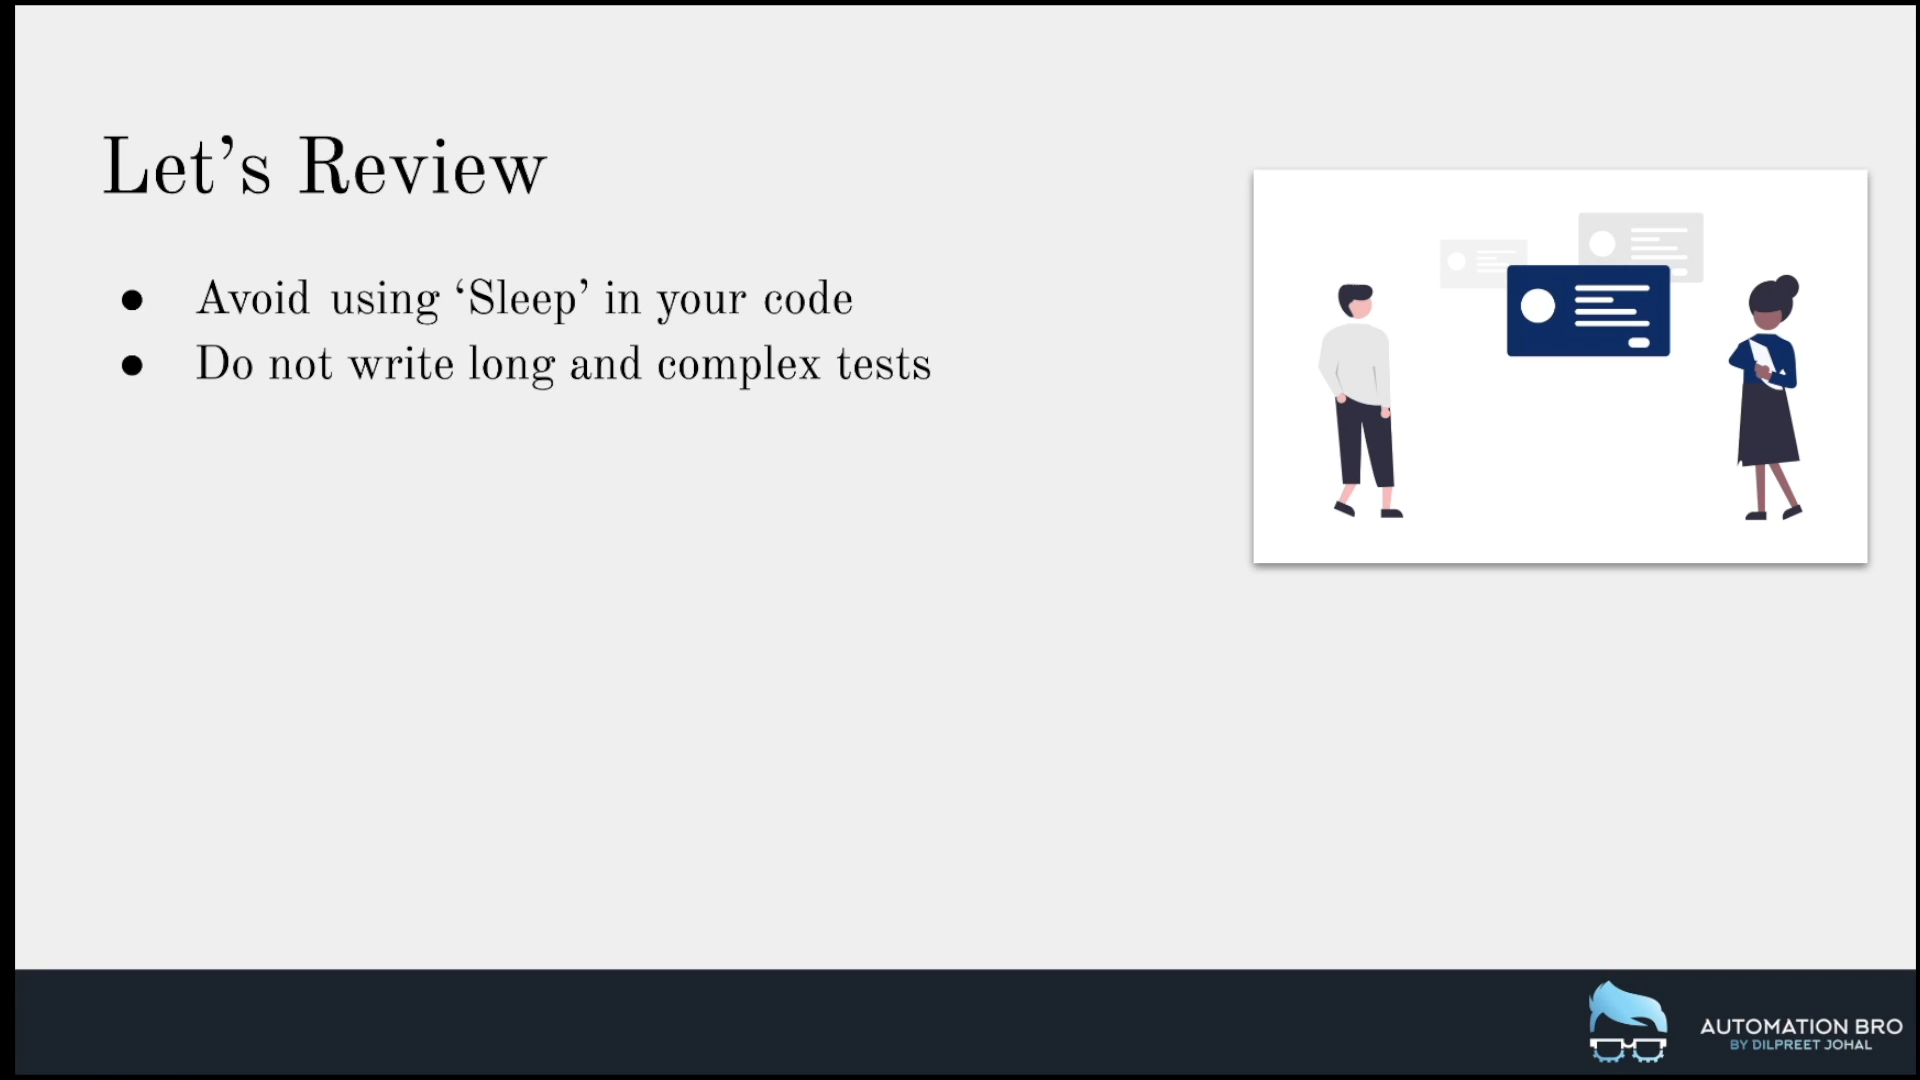 Let’s Review
● Avoid using ‘Sleep’ in your code
● Do not write long and complex tests
AUTOMATION BRO
BY DILPREET JOHAL